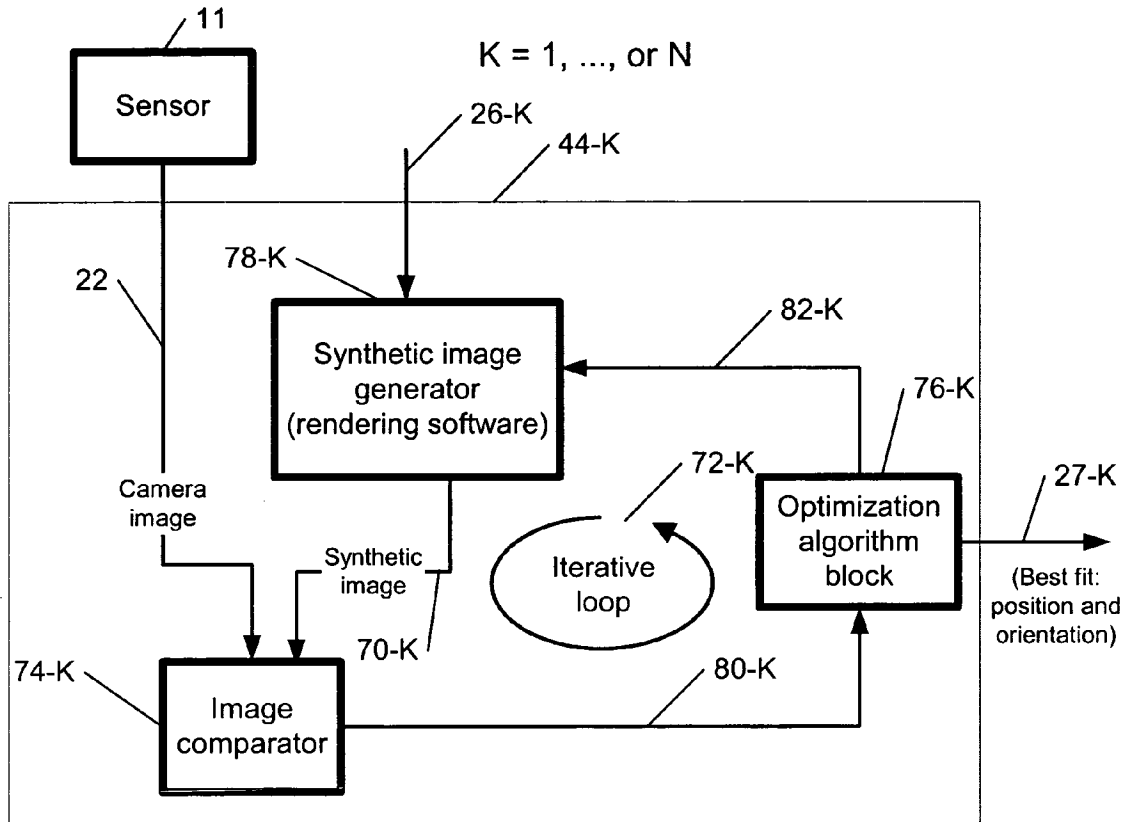 11
K = 1, ..., or N
Sensor
26-K
44-K
78-K
22
82-K
Synthetic image
generator
(rendering software)
76-K
72-K
27-K
Camera
image
Optimization
algorithm
block
Synthetic
image
Iterative
loop
(Best fit:
position and
orientation)
70-K
74-K
80-K
Image
comparator